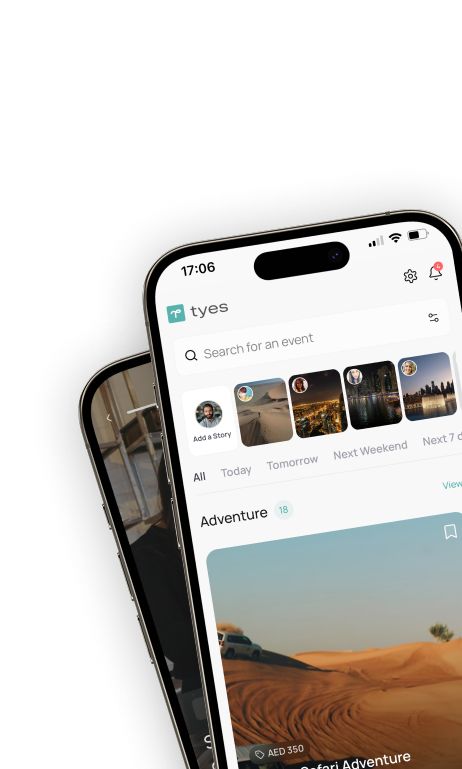 17:06
tyes
Search for an event
Add a Story
All Today Tomorrow Next Weekend Next 7
Adventure 18
View
AED 350
Safari Adventure